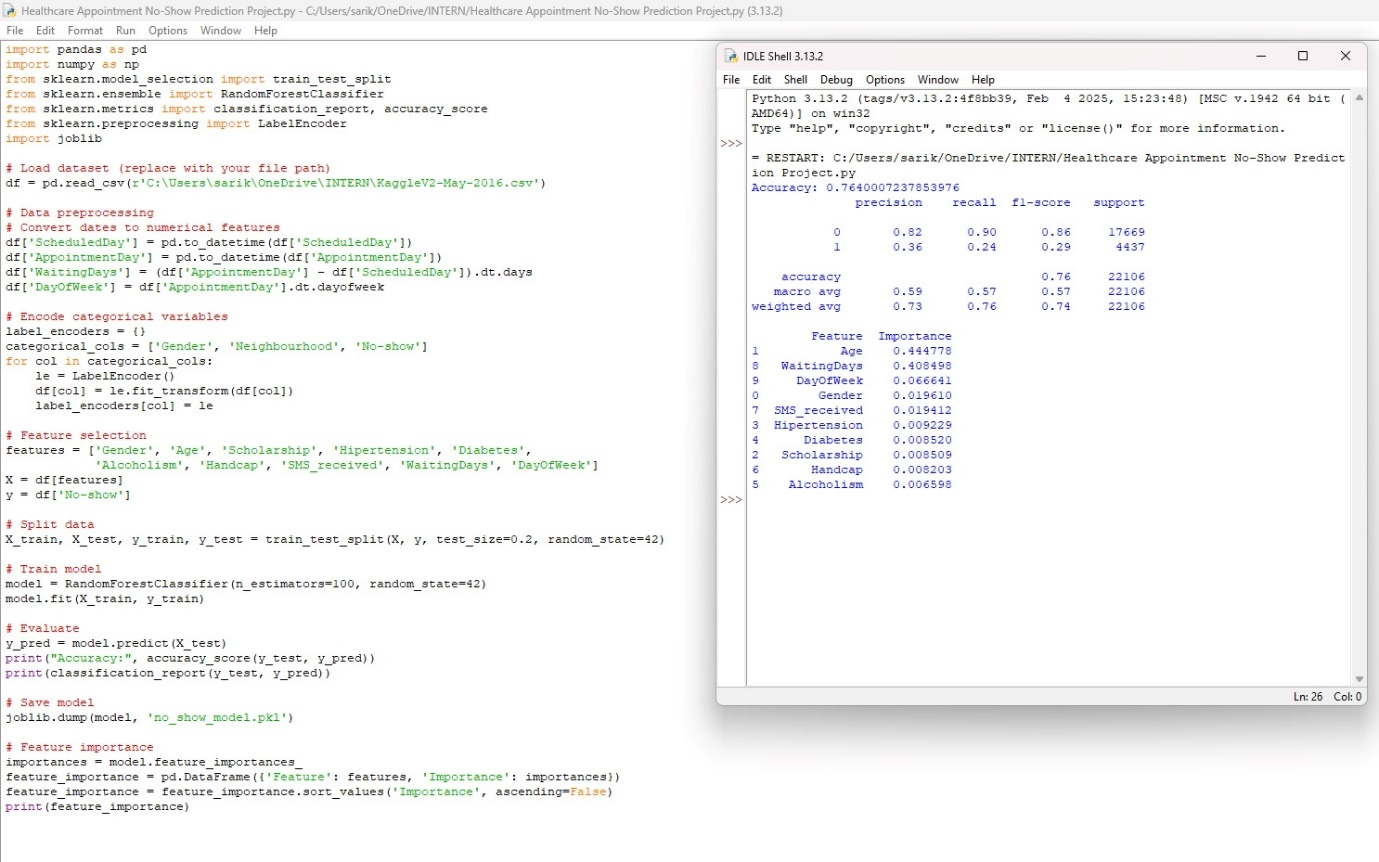 Healthcare Appointment No-Show Prediction Project.py - C:/Users/sarik/OneDrive/INTERN/Healthcare Appointment No-Show Prediction Project.py (3.13.2)
File Edit Format Run Options Window Help
import pandas as pd
import numpy as np
from sklearn.model_selection import train_test_split
from sklearn.ensemble import RandomForestClassifier
from sklearn.metrics import classification_report, accuracy_score
from sklearn.preprocessing import LabelEncoder
import joblib
# Load dataset (replace with your file path)
df = pd.read_csv(r'C:\Users\sarik\OneDrive\INTERN\KaggleV2-May-2016.csv')
# Data preprocessing
# Convert dates to numerical features
df['ScheduledDay'] = pd.to_datetime(df['ScheduledDay'])
df['AppointmentDay'] = pd.to_datetime(df['AppointmentDay'])
df['WaitingDays'] = (df['AppointmentDay'] - df['ScheduledDay']).dt.days
df['DayOfWeek'] = df['AppointmentDay'].dt.dayofweek
# Encode categorical variables
label_encoders = {}
categorical_cols = ['Gender', 'Neighbourhood', 'No-show']
for col in categorical_cols:
    le = LabelEncoder()
    df[col] = le.fit_transform(df[col])
    label_encoders[col] = le
# Feature selection
features = ['Gender', 'Age', 'Scholarship', 'Hipertension', 'Diabetes',
            'Alcoholism', 'Handcap', 'SMS_received', 'WaitingDays', 'DayOfWeek']
X = df[features]
y = df['No-show']
# Split data
X_train, X_test, y_train, y_test = train_test_split(X, y, test_size=0.2, random_state=42)
# Train model
model = RandomForestClassifier(n_estimators=100, random_state=42)
model.fit(X_train, y_train)
# Evaluate
y_pred = model.predict(X_test)
print("Accuracy:", accuracy_score(y_test, y_pred))
print(classification_report(y_test, y_pred))
# Save model
joblib.dump(model, 'no_show_model.pkl')
# Feature importance
importances = model.feature_importances_
feature_importance = pd.DataFrame({'Feature': features, 'Importance': importances})
feature_importance = feature_importance.sort_values('Importance', ascending=False)
print(feature_importance)
IDLE Shell 3.13.2
File Edit Shell Debug Options Window Help
Python 3.13.2 (tags/v3.13.2:4f8bb39, Feb  4 2025, 15:23:48) [MSC v.1942 64 bit (
AMD64)] on win32
Type "help", "copyright", "credits" or "license()" for more information.
>>>
= RESTART: C:/Users/sarik/OneDrive/INTERN/Healthcare Appointment No-Show Predict
ion Project.py
Accuracy: 0.7640007237853976
              precision    recall  f1-score   support
           0       0.82      0.90      0.86     17669
           1       0.36      0.24      0.29      4437
    accuracy                           0.76     22106
   macro avg       0.59      0.57      0.57     22106
weighted avg       0.73      0.76      0.74     22106
        Feature  Importance
1           Age    0.444778
8   WaitingDays    0.408498
9     DayOfWeek    0.066641
0        Gender    0.019610
7  SMS_received    0.019412
3  Hipertension    0.009229
4      Diabetes    0.008520
2   Scholarship    0.008509
6       Handcap    0.008203
5    Alcoholism    0.006598
>>>
Ln: 26 Col: 0